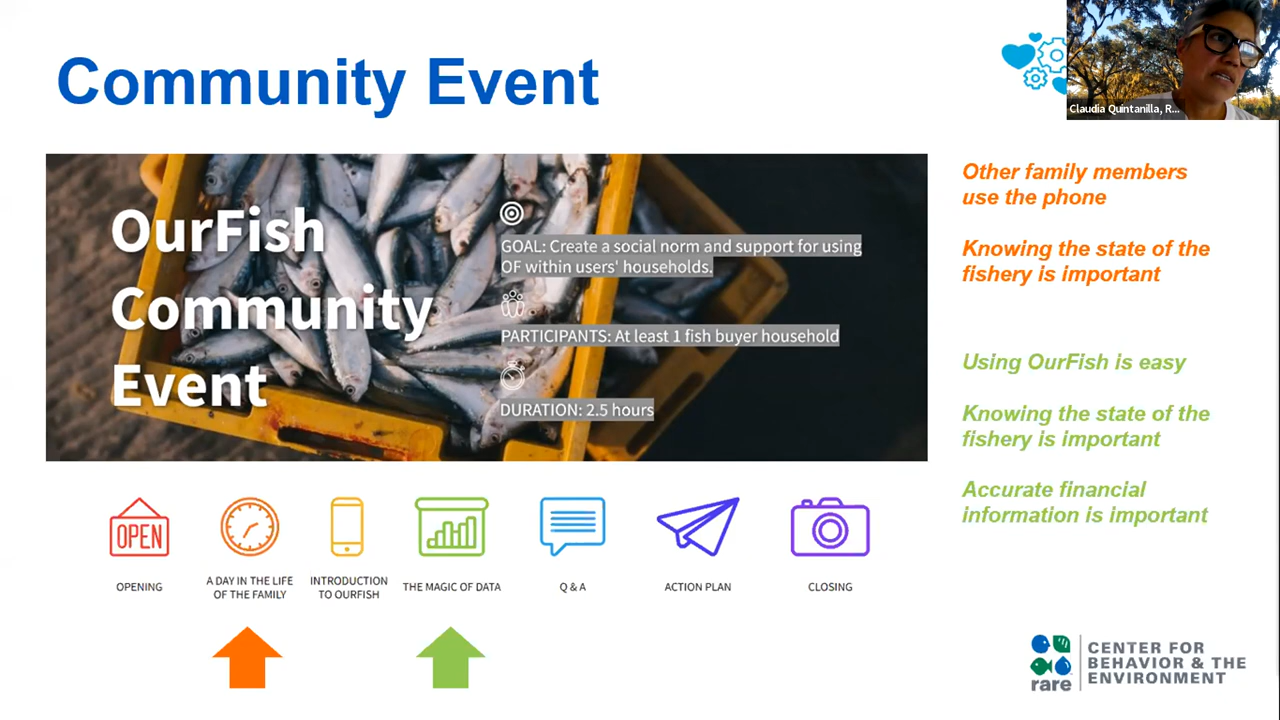 Community Event
Claudia Quintanilla, R...
OurFish
Community
Event
GOAL: Create a social norm and support for using
OF within users' households.
PARTICIPANTS: At least 1 fish buyer household
DURATION: 2.5 hours
Other family members
use the phone
Knowing the state of the
fishery is important
Using OurFish is easy
Knowing the state of the
fishery is important
Accurate financial
information is important
OPEN
OPENING
A DAY IN THE LIFE
OF THE FAMILY
INTRODUCTION
TO OURFISH
THE MAGIC OF DATA
Q & A
ACTION PLAN
CLOSING
rare
CENTER FOR
BEHAVIOR & THE
ENVIRONMENT